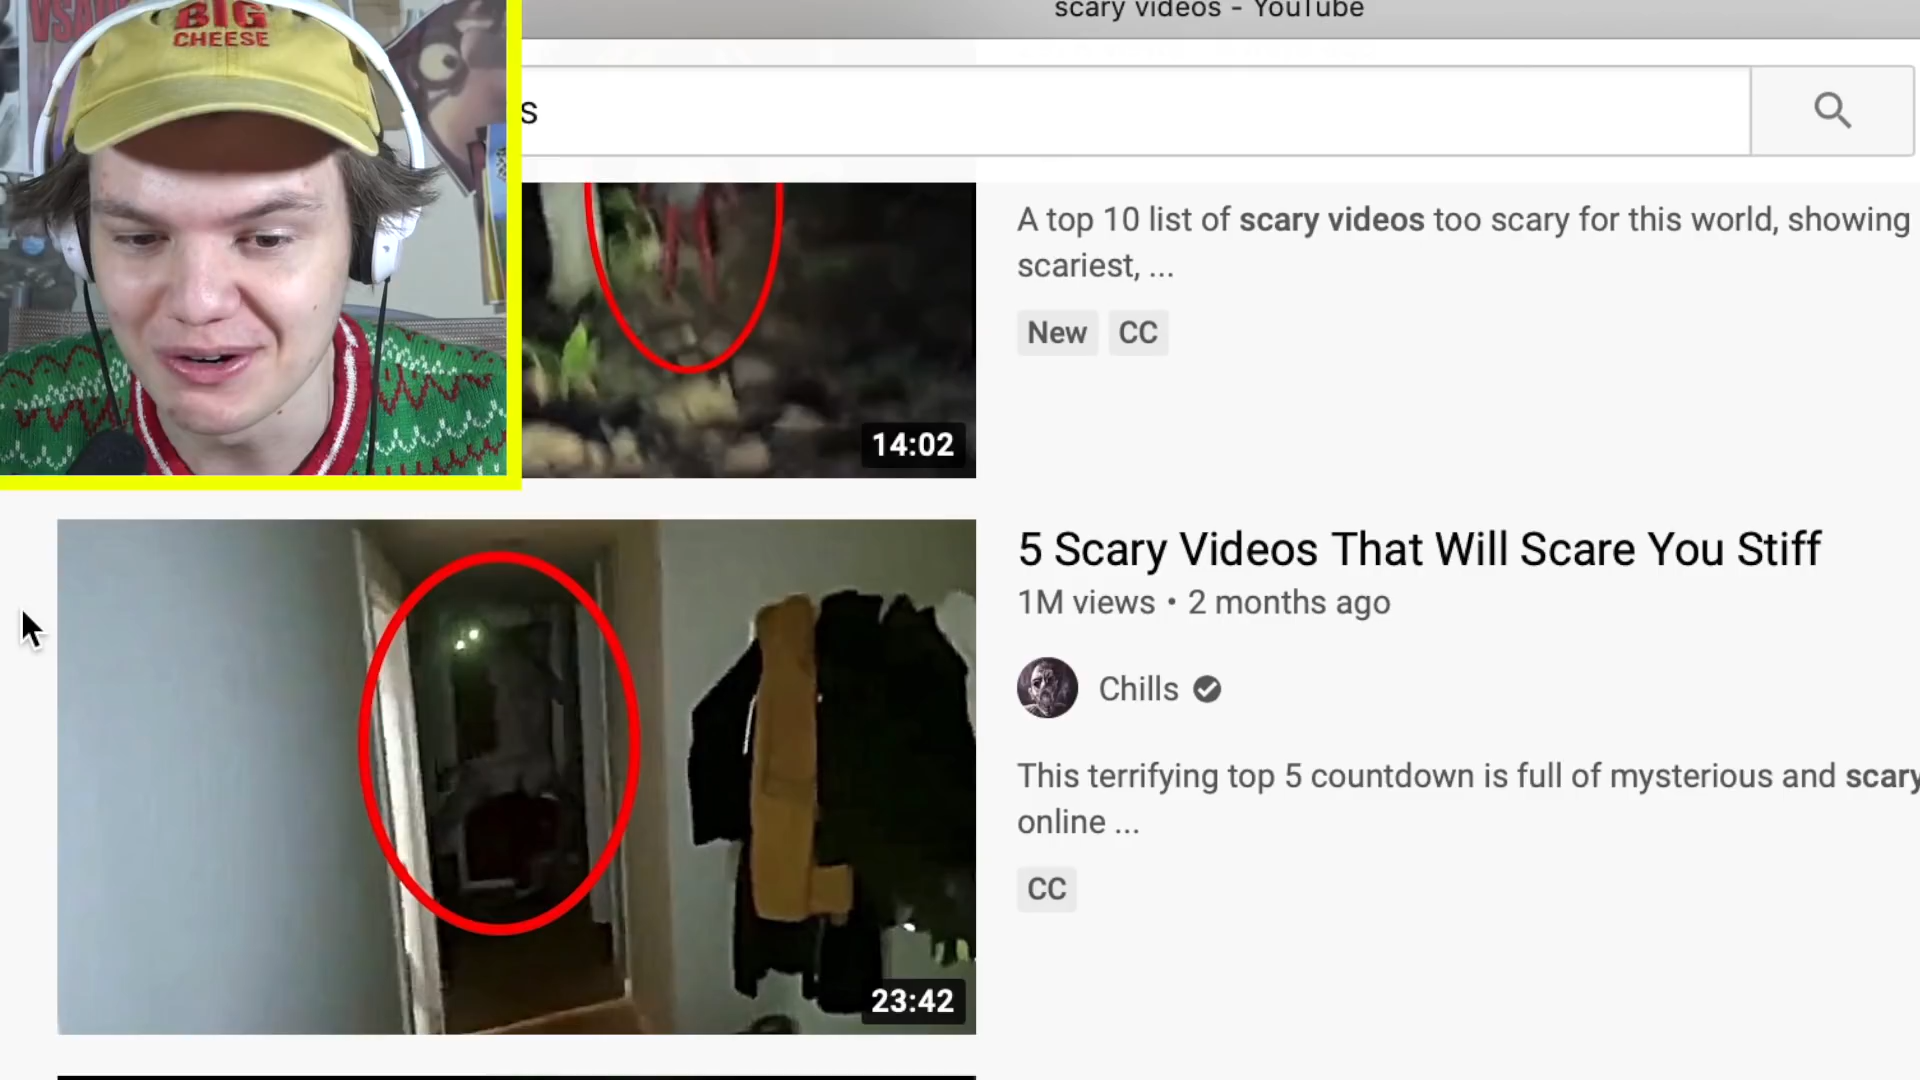 VSA
BIG
CHEESE
scary videos - YouTube
s
A top 10 list of scary videos too scary for this world, showing
scariest, ...
New
CC
14:02
5 Scary Videos That Will Scare You Stiff
1M views • 2 months ago
Chills
This terrifying top 5 countdown is full of mysterious and scary
online ...
CC
23:42